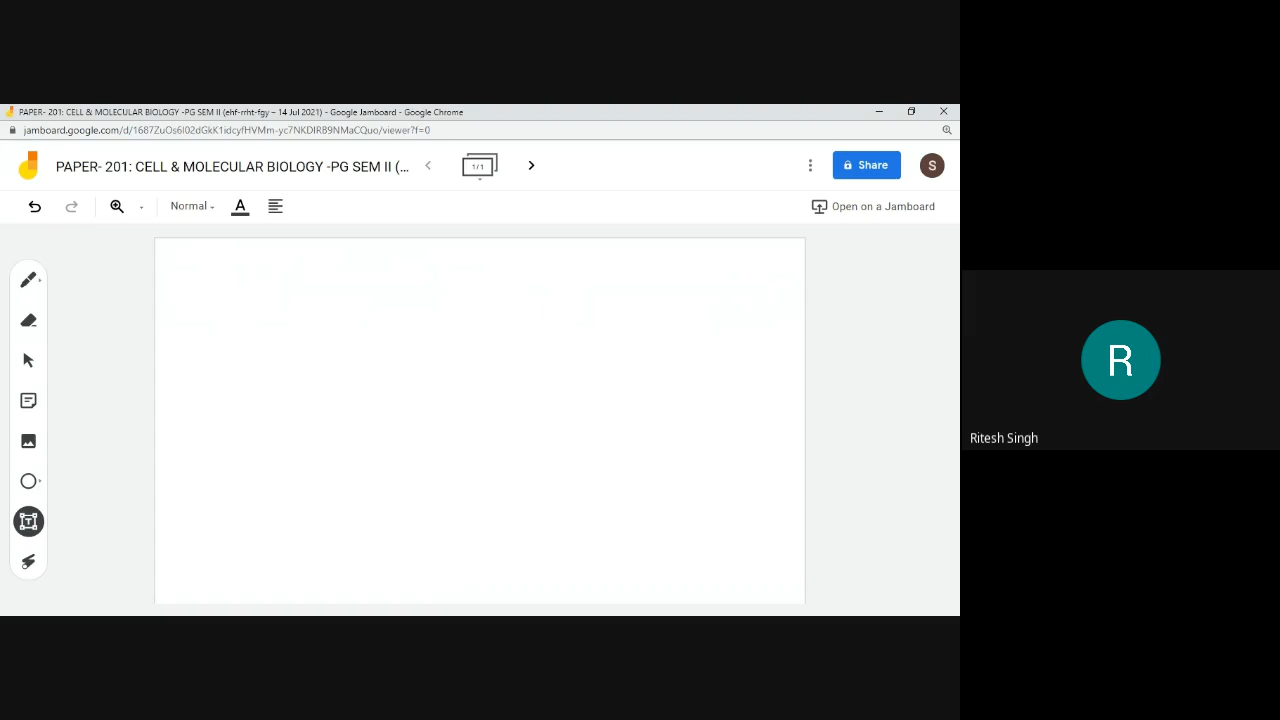 PAPER- 201: CELL & MOLECULAR BIOLOGY -PG SEM II (ehf-rrht-fgy – 14 Jul 2021) - Google Jamboard - Google Chrome
jamboard.google.com/d/1687ZuOs6I02dGkK1idcyfHVMm-yc7NKDIRB9NMaCQuo/viewer?f=0
PAPER- 201: CELL & MOLECULAR BIOLOGY -PG SEM II (...
1/1
Share
S
Normal
A
Open on a Jamboard
T
R
Ritesh Singh